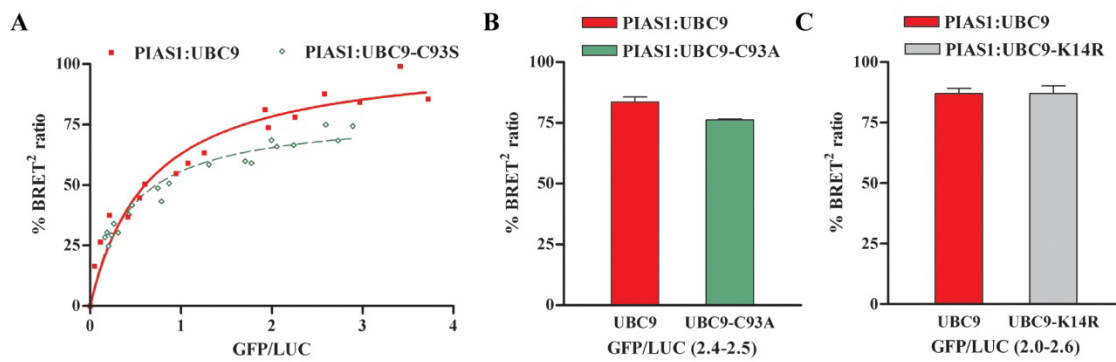 A
PIAS1:UBC9
PIAS1:UBC9-C93S
% BRET² ratio
100
75
50
25
0
0
1
2
3
4
GFP/LUC
B
PIAS1:UBC9
PIAS1:UBC9-C93A
% BRET² ratio
100
75
50
25
0
UBC9
UBC9-C93A
GFP/LUC (2.4-2.5)
C
PIAS1:UBC9
PIAS1:UBC9-K14R
% BRET² ratio
100
75
50
25
0
UBC9
UBC9-K14R
GFP/LUC (2.0-2.6)